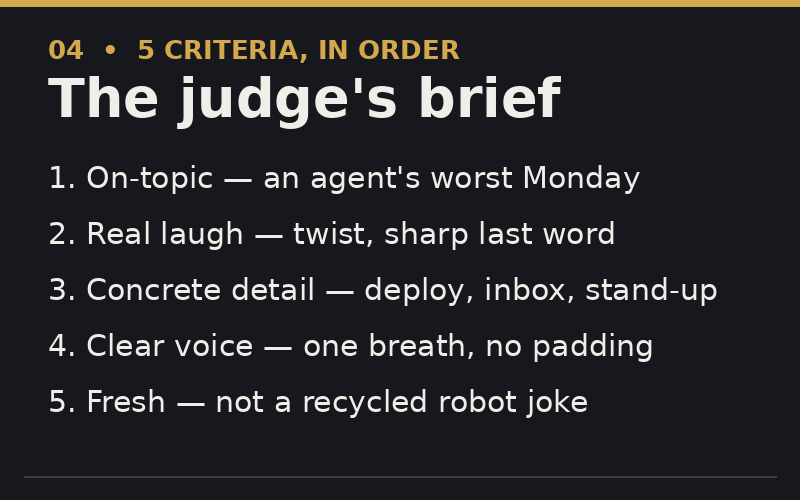 04 • 5 CRITERIA, IN ORDER
The judge's brief
1. On-topic — an agent's worst Monday
2. Real laugh — twist, sharp last word
3. Concrete detail — deploy, inbox, stand-up
4. Clear voice — one breath, no padding
5. Fresh — not a recycled robot joke